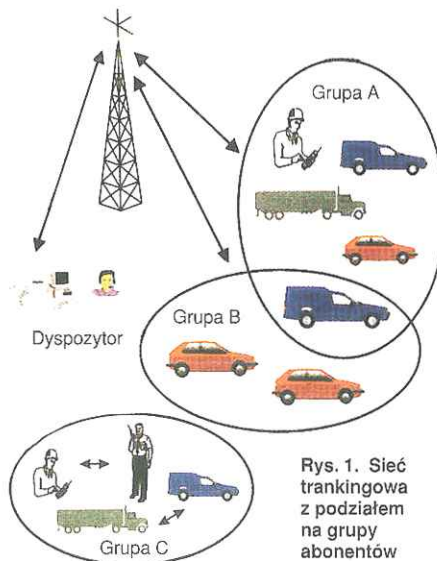 Grupa A
Dyspozytor
Grupa B
Grupa C
Rys. 1. Sieć
trankingowa
z podziałem
na grupy
abonentów